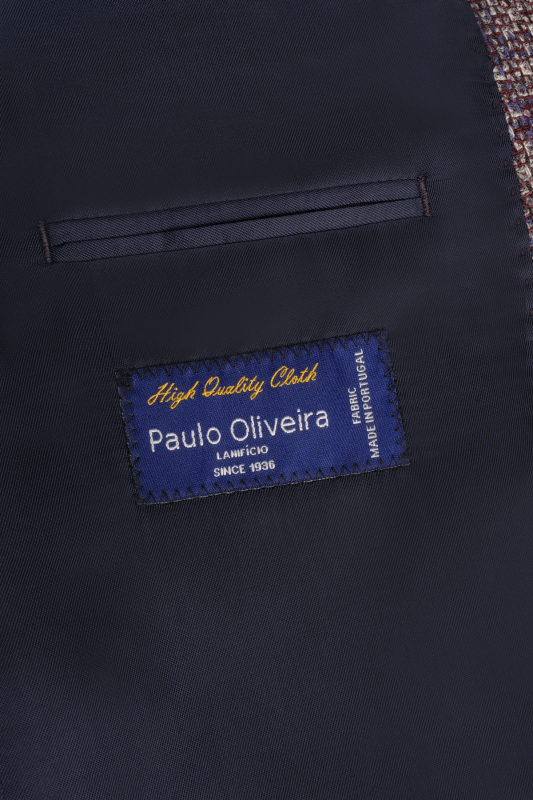 High Quality Cloth
Paulo Oliveira
LANIFÍCIO
SINCE 1936
FABRIC
MADE IN PORTUGAL